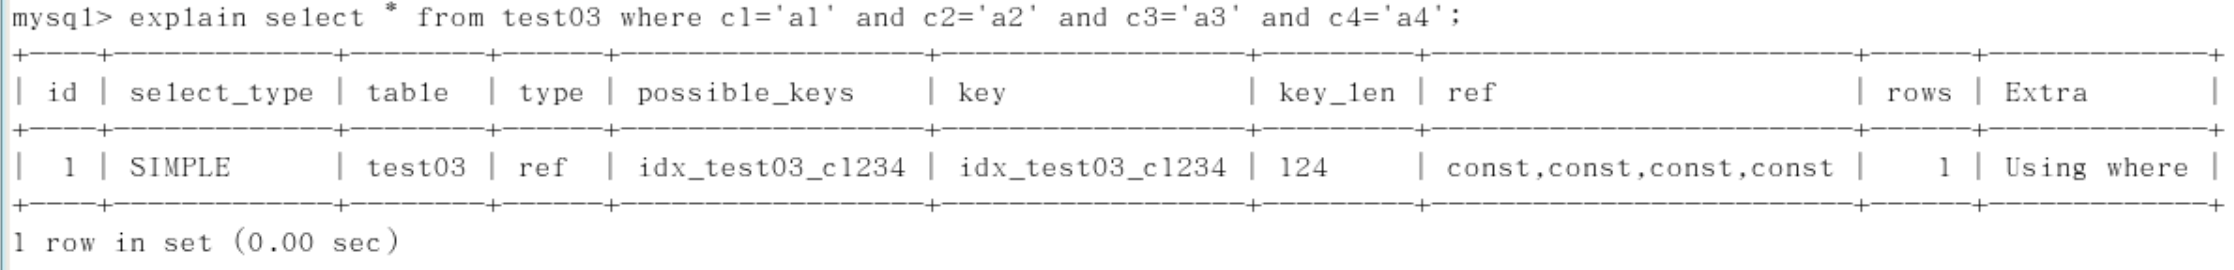 mysql> explain select * from test03 where c1='a1' and c2='a2' and c3='a3' and c4='a4';
+----+-------------+--------+------+------------------+------------------+---------+-------------------------+------+-------------+
| id | select_type | table  | type | possible_keys    | key              | key_len | ref                     | rows | Extra       |
+----+-------------+--------+------+------------------+------------------+---------+-------------------------+------+-------------+
|  1 | SIMPLE      | test03 | ref  | idx_test03_c1234 | idx_test03_c1234 | 124     | const,const,const,const |    1 | Using where |
+----+-------------+--------+------+------------------+------------------+---------+-------------------------+------+-------------+
1 row in set (0.00 sec)